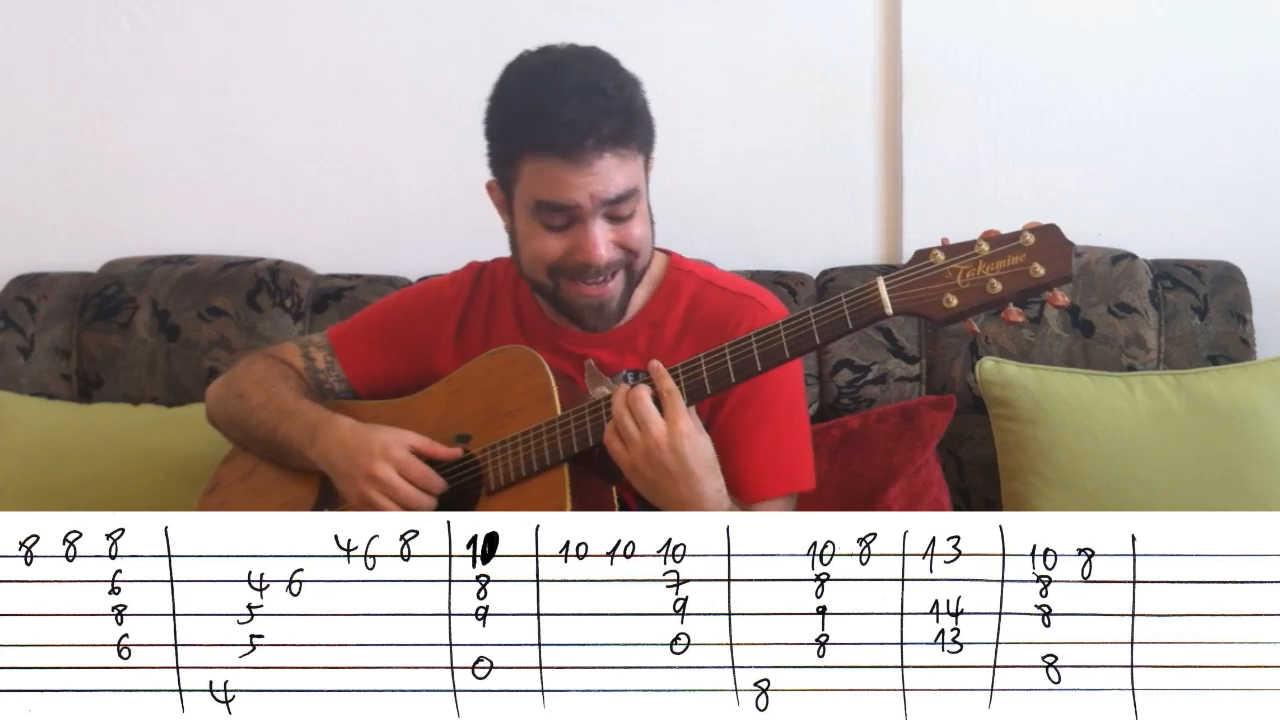 Takamine
8 8 8 4 6 8 10 10 10 10 10 8 13 10 8
6 4 6 8 7 8 8
8 5 9 9 9 14 8
6 5 0 8 13
0 8
4 8